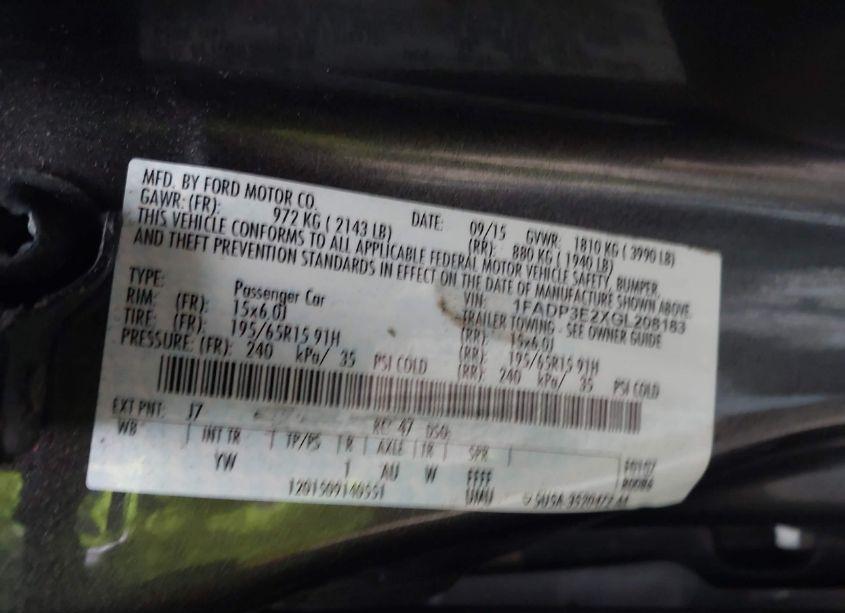 MFD. BY FORD MOTOR CO.
DATE: 09/15 GVWR: 1810 KG ( 3990 LB)
GAWR: (FR): 972 KG ( 2143 LB) (RR): 880 KG ( 1940 LB)
THIS VEHICLE CONFORMS TO ALL APPLICABLE FEDERAL MOTOR VEHICLE SAFETY, BUMPER,
AND THEFT PREVENTION STANDARDS IN EFFECT ON THE DATE OF MANUFACTURE SHOWN ABOVE.
VIN: 1FADP3E2XGL208183
TYPE: Passenger Car TRAILER TOWING - SEE OWNER GUIDE
RIM: (FR): 15x6.0J (RR): 15x6.0J
TIRE: (FR): 195/65R15 91H (RR): 195/65R15 91H
PRESSURE: (FR): 240 kPa/ 35 PSI COLD (RR): 240 kPa/ 35 PSI COLD
EXT PNT: J7 RC: 47 DSO:
WB INT TR TP/PS R AXLE TR SPR
YW 1 AU W FFFF
1201509140551 UMU